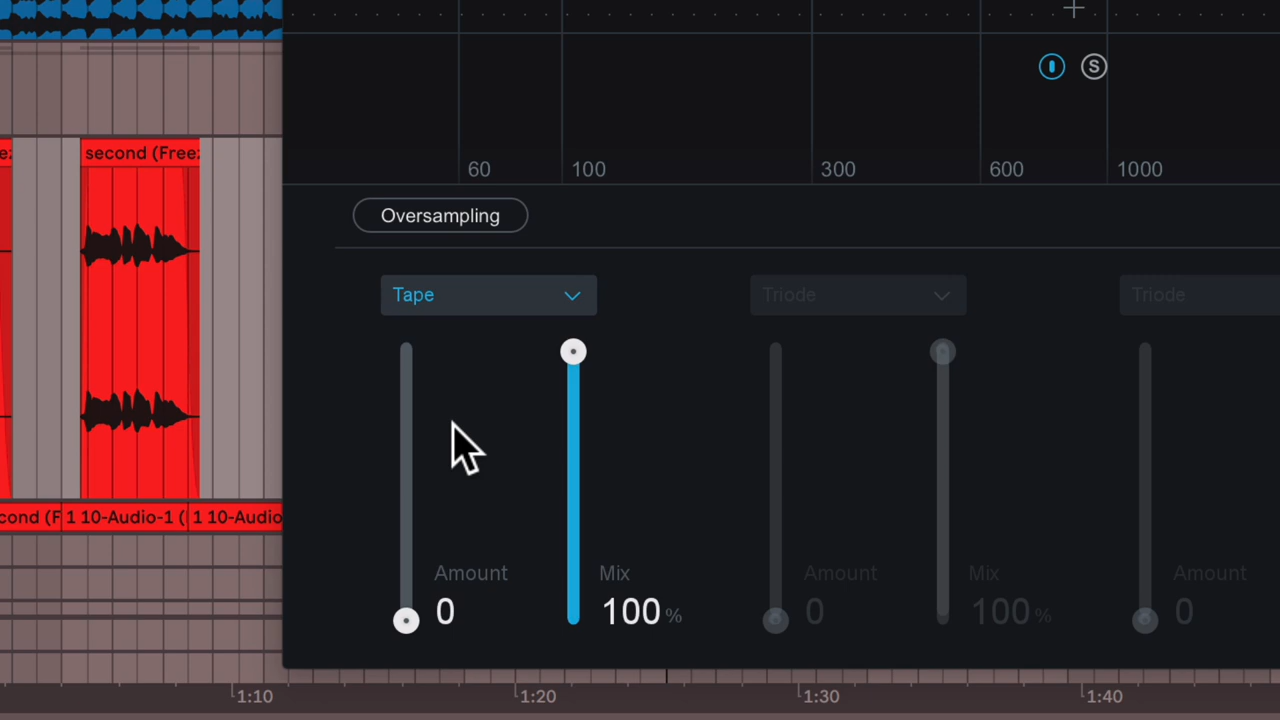 S
60 100 300 600 1000
second (Free
Oversampling
Tape Triode Triode
cond (F 1 10-Audio-1 ( 1 10-Audio
Amount Mix Amount Mix Amount
0 100 % 0 100 % 0
1:10 1:20 1:30 1:40